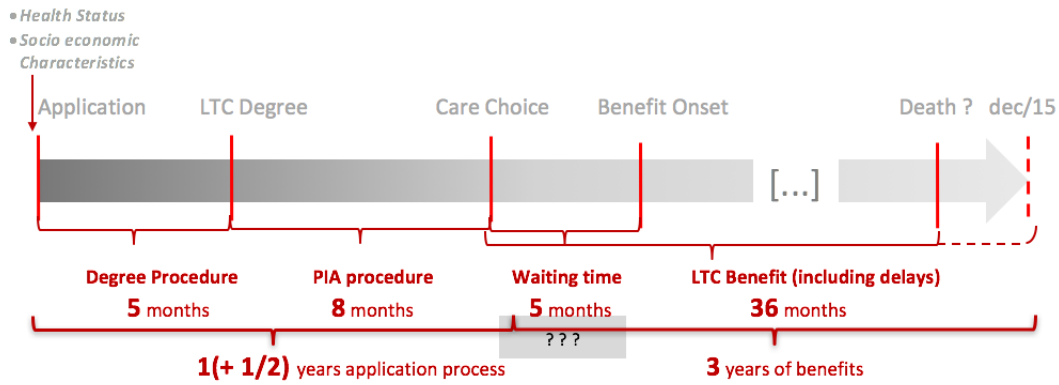 • Health Status
• Socio economic
Characteristics
Application LTC Degree Care Choice Benefit Onset Death ? dec/15
[...]
Degree Procedure PIA procedure Waiting time LTC Benefit (including delays)
5 months 8 months 5 months 36 months
? ? ?
1(+ 1/2) years application process 3 years of benefits